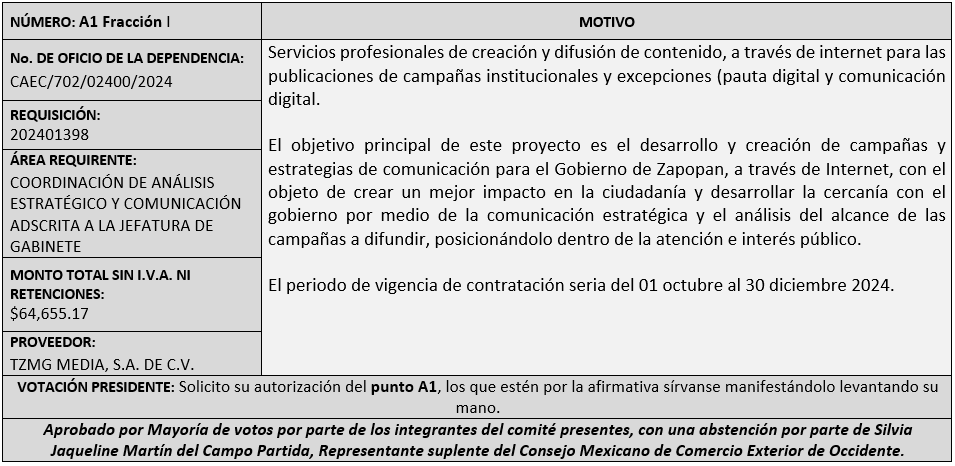 NÚMERO: A1 Fracción I
No. DE OFICIO DE LA DEPENDENCIA:
CAEC/702/02400/2024
REQUISICIÓN:
202401398
ÁREA REQUIRENTE:
COORDINACIÓN DE ANÁLISIS
ESTRATÉGICO Y COMUNICACIÓN
ADSCRITA A LA JEFATURA DE
GABINETE
MONTO TOTAL SIN I.V.A. NI
RETENCIONES:
$64,655.17
PROVEEDOR:
TZMG MEDIA, S.A. DE C.V.
MOTIVO
Servicios profesionales de creación y difusión de contenido, a través de internet para las
publicaciones de campañas institucionales y excepciones (pauta digital y comunicación
digital.
El objetivo principal de este proyecto es el desarrollo y creación de campañas y
estrategias de comunicación para el Gobierno de Zapopan, a través de Internet, con el
objeto de crear un mejor impacto en la ciudadanía y desarrollar la cercanía con el
gobierno por medio de la comunicación estratégica y el análisis del alcance de las
campañas a difundir, posicionándolo dentro de la atención e interés público.
El periodo de vigencia de contratación seria del 01 octubre al 30 diciembre 2024.
VOTACIÓN PRESIDENTE: Solicito su autorización del punto A1, los que estén por la afirmativa sírvanse manifestándolo levantando su
mano.
Aprobado por Mayoría de votos por parte de los integrantes del comité presentes, con una abstención por parte de Silvia
Jaqueline Martín del Campo Partida, Representante suplente del Consejo Mexicano de Comercio Exterior de Occidente.